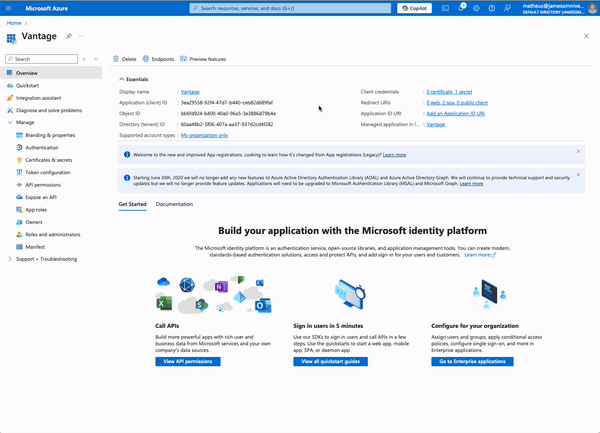 Microsoft Azure
Search resources, services, and docs (G+/)
Copilot
matheus@jamesomnive...
DEFAULT DIRECTORY (JAMESOM...
Home
Vantage
Search
Delete
Endpoints
Preview features
Overview
Quickstart
Integration assistant
Diagnose and solve problems
Manage
Branding & properties
Authentication
Certificates & secrets
Token configuration
API permissions
Expose an API
App roles
Owners
Roles and administrators
Manifest
Support + Troubleshooting
Essentials
Display name : Vantage
Application (client) ID : 3ea29558-92f4-47d7-b440-ceb82d689faf
Object ID : bb6fd924-b400-40a0-96a5-3e3886d79b4e
Directory (tenant) ID : 60aa48b2-5f06-407a-aa37-937d2cd4f282
Supported account types : My organization only
Client credentials : 0 certificate, 1 secret
Redirect URIs : 0 web, 2 spa, 0 public client
Application ID URI : Add an Application ID URI
Managed application in l... : Vantage
Welcome to the new and improved App registrations. Looking to learn how it's changed from App registrations (Legacy)? Learn more
Starting June 30th, 2020 we will no longer add any new features to Azure Active Directory Authentication Library (ADAL) and Azure Active Directory Graph. We will continue to provide technical support and security
updates but we will no longer provide feature updates. Applications will need to be upgraded to Microsoft Authentication Library (MSAL) and Microsoft Graph. Learn more
Get Started
Documentation
Build your application with the Microsoft identity platform
The Microsoft identity platform is an authentication service, open-source libraries, and application management tools. You can create modern,
standards-based authentication solutions, access and protect APIs, and add sign-in for your users and customers. Learn more
Call APIs
Build more powerful apps with rich user and
business data from Microsoft services and your own
company's data sources.
View API permissions
Sign in users in 5 minutes
Use our SDKs to sign in users and call APIs in a few
steps. Use the quickstarts to start a web app, mobile
app, SPA, or daemon app.
View all quickstart guides
Configure for your organization
Assign users and groups, apply conditional access
policies, configure single sign-on, and more in
Enterprise applications.
Go to Enterprise applications